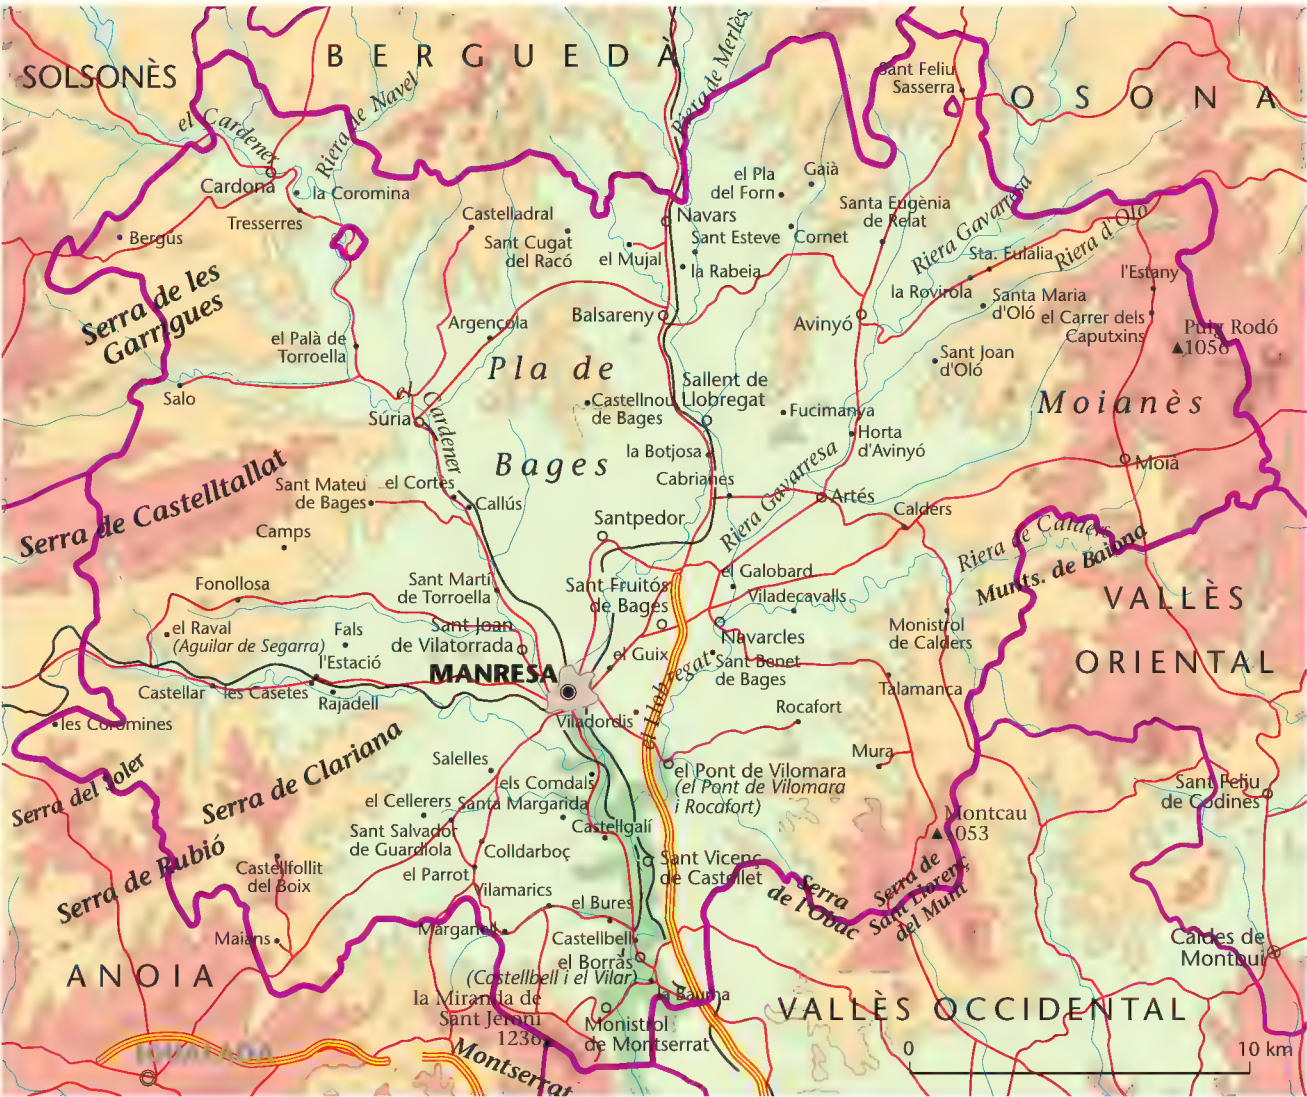 BERGUEDÀ
SOLSONÈS
OSONA
Riera de Merlès
Sant Feliu
Sasserra
el Cardener
Riera de Navel
Cardona
la Coromina
Tresserres
Bergus
Castelladral
Sant Cugat
del Racó
el Mujal
Navars
Sant Esteve
la Rabeia
el Pla
del Forn
Gaià
Cornet
Santa Eugènia
de Relat
Riera Gavarresa
Sta. Eulàlia
Riera d'Oló
la Rovirola
Santa Maria
d'Oló
l'Estany
el Carrer dels
Caputxins
Puig Rodó
1056
Serra de les
Garrigues
el Palà de
Torroella
Argençola
Balsareny
Avinyó
Sant Joan
d'Oló
Pla de
Bages
Moianès
Salo
Súria
el Cardener
Castellnou
de Bages
Sallent de
Llobregat
Fucimanya
Horta
d'Avinyó
la Botjosa
Cabrianes
Riera Gavarresa
Artés
Moià
Calders
Serra de Castelltallat
Sant Mateu
de Bages
el Cortes
Callús
Camps
Santpedor
Riera de Calders
Munts. de Baiona
VALLÈS
ORIENTAL
Fonollosa
Sant Martí
de Torroella
Sant Fruitós
de Bages
el Galobard
Viladecavalls
el Raval
(Aguilar de Segarra)
Fals
l'Estació
Sant Joan
de Vilatorrada
MANRESA
el Guix
Navarcles
Sant Benet
de Bages
Monistrol
de Calders
Talamanca
Castellar
les Casetes
Rajadell
les Coromines
Viladordis
el Llobregat
Rocafort
Mura
Serra del Soler
Serra de Clariana
Salelles
els Comdals
Santa Margarida
el Cellerers
el Pont de Vilomara
(el Pont de Vilomara
i Rocafort)
Sant Feliu
de Codines
Montcau
1053
Serra de Rubió
Sant Salvador
de Guardiola
Castellgalí
Colldarboç
el Parrot
Castellfollit
del Boix
Sant Vicenç
de Castellet
Serra
de l'Obac
Serra de
Sant Llorenç
del Munt
Vilamarics
el Bures
Maians
Marganell
Castellbell
el Borràs
(Castellbell i el Vilar)
la Bauma
Caldes de
Montbui
ANOIA
la Miranda de
Sant Jeroni
1236
Monistrol
de Montserrat
Montserrat
VALLÈS OCCIDENTAL
IGUALADA
0
10 km